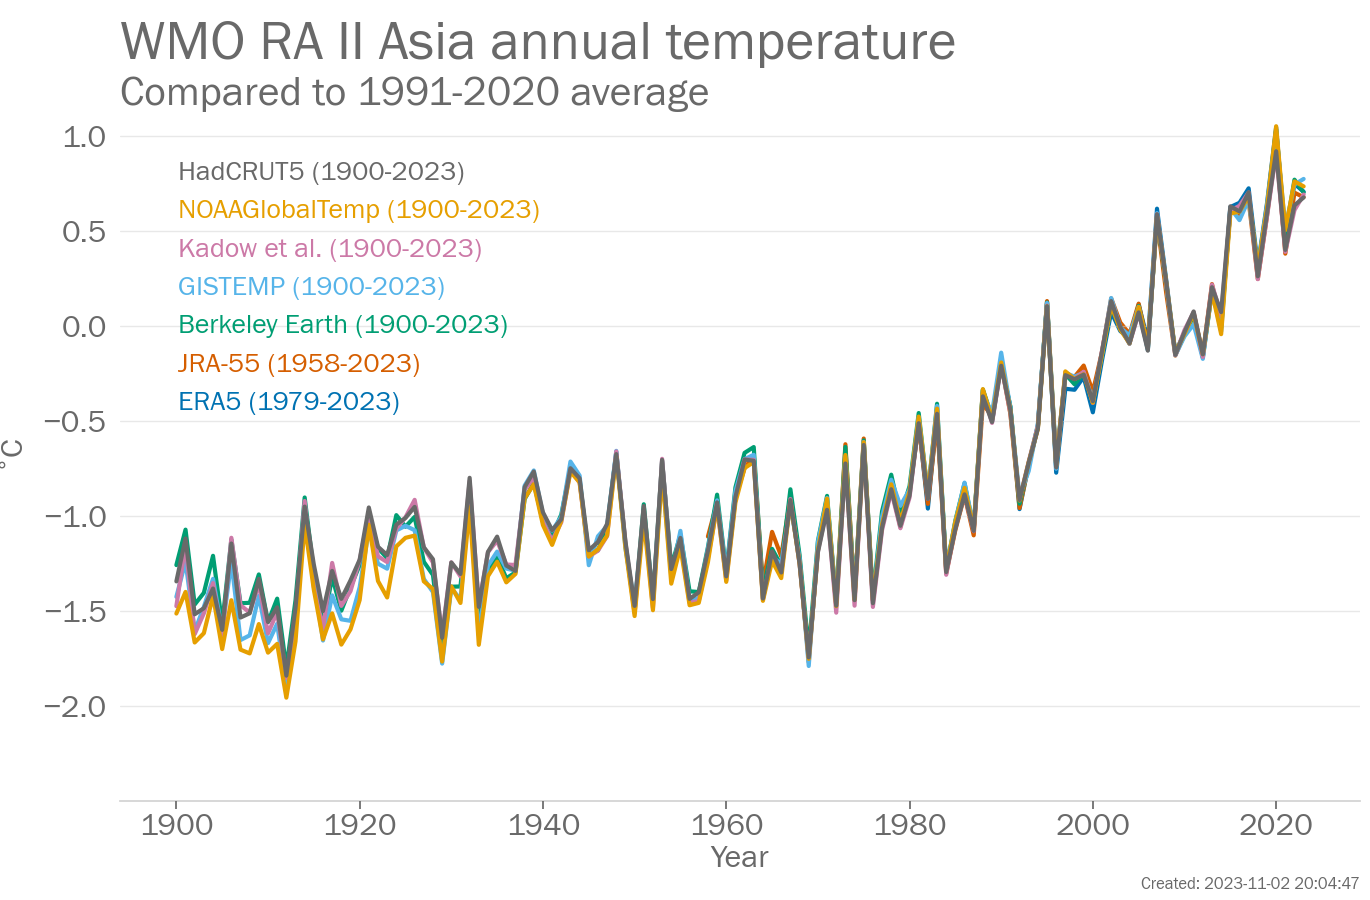 WMO RA II Asia annual temperature
Compared to 1991-2020 average
1.0
HadCRUT5 (1900-2023)
NOAAGlobalTemp (1900-2023)
0.5
Kadow et al. (1900-2023)
GISTEMP (1900-2023)
0.0
Berkeley Earth (1900-2023)
JRA-55 (1958-2023)
ERA5 (1979-2023)
−0.5
°C
−1.0
−1.5
−2.0
1900 1920 1940 1960 1980 2000 2020
Year
Created: 2023-11-02 20:04:47